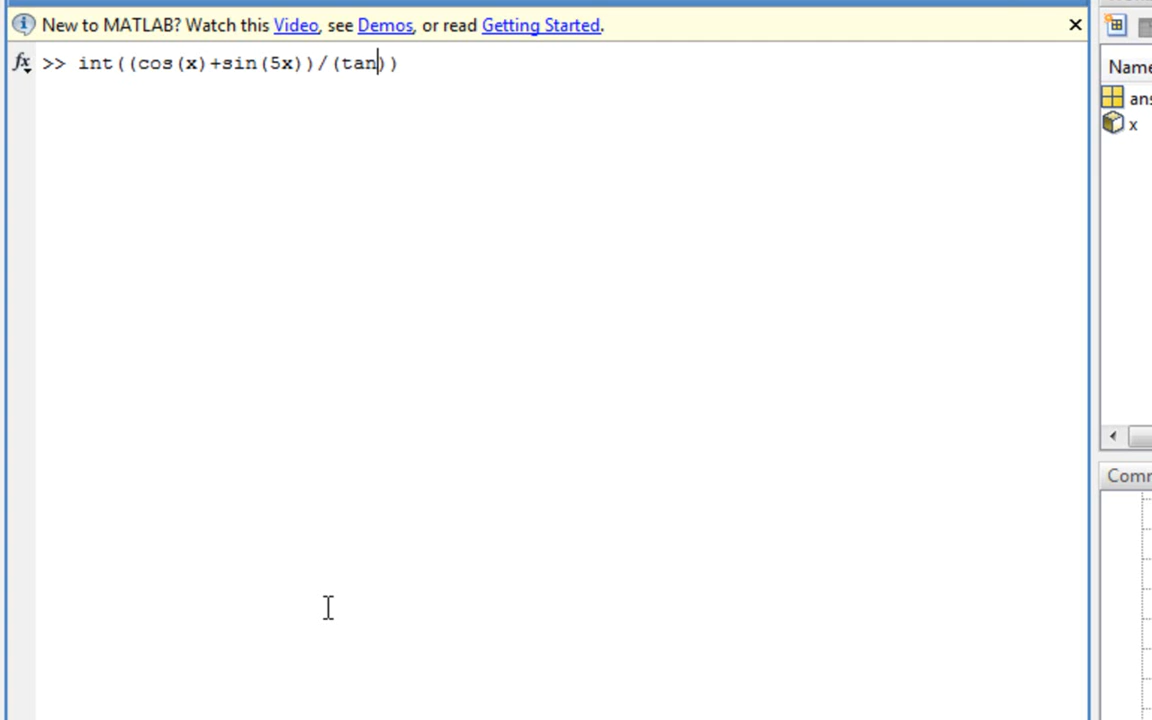 New to MATLAB? Watch this Video, see Demos, or read Getting Started.
fx >> int((cos(x)+sin(5x))/(tan))
Name
ans
x
Comm